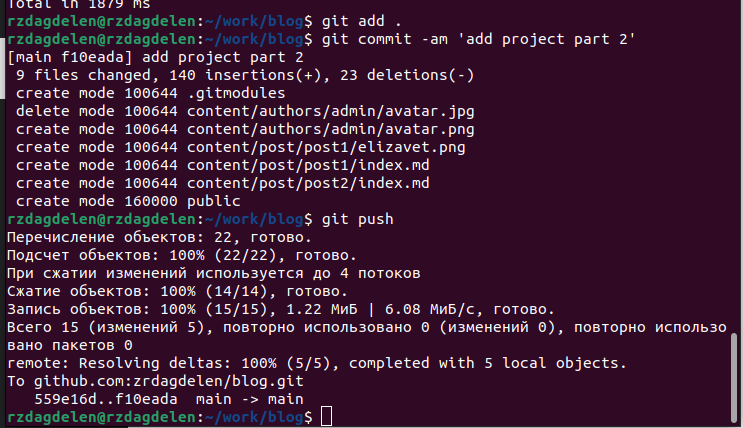 Total in 1879 ms
rzdagdelen@rzdagdelen:~/work/blog$ git add .
rzdagdelen@rzdagdelen:~/work/blog$ git commit -am 'add project part 2'
[main f10eada] add project part 2
 9 files changed, 140 insertions(+), 23 deletions(-)
 create mode 100644 .gitmodules
 delete mode 100644 content/authors/admin/avatar.jpg
 create mode 100644 content/authors/admin/avatar.png
 create mode 100644 content/post/post1/elizavet.png
 create mode 100644 content/post/post1/index.md
 create mode 100644 content/post/post2/index.md
 create mode 160000 public
rzdagdelen@rzdagdelen:~/work/blog$ git push
Перечисление объектов: 22, готово.
Подсчет объектов: 100% (22/22), готово.
При сжатии изменений используется до 4 потоков
Сжатие объектов: 100% (14/14), готово.
Запись объектов: 100% (15/15), 1.22 МиБ | 6.08 МиБ/с, готово.
Всего 15 (изменений 5), повторно использовано 0 (изменений 0), повторно использо
вано пакетов 0
remote: Resolving deltas: 100% (5/5), completed with 5 local objects.
To github.com:zrdagdelen/blog.git
   559e16d..f10eada  main -> main
rzdagdelen@rzdagdelen:~/work/blog$